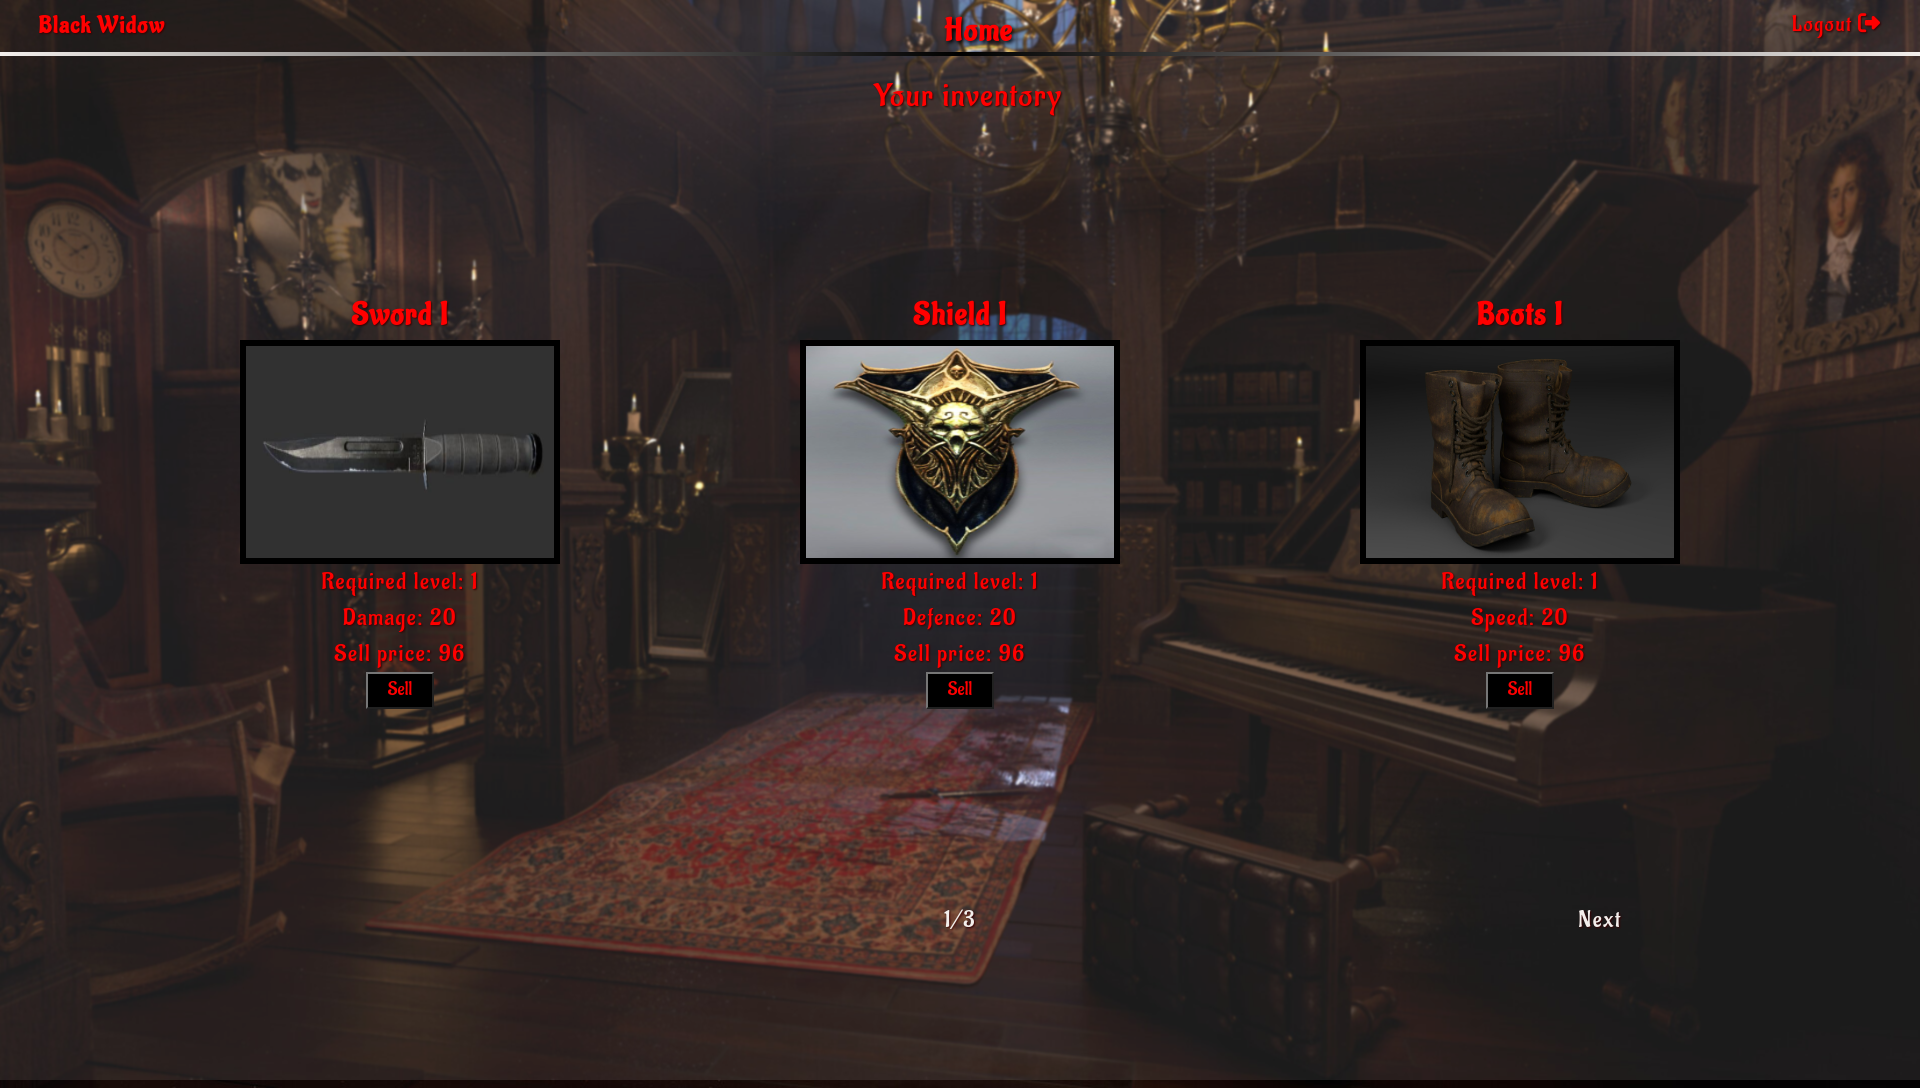 Black Widow
Home
Logout
Your inventory
Sword I
Shield I
Boots I
Required level: 1
Damage: 20
Sell price: 96
Sell
Required level: 1
Defence: 20
Sell price: 96
Sell
Required level: 1
Speed: 20
Sell price: 96
Sell
1/3
Next